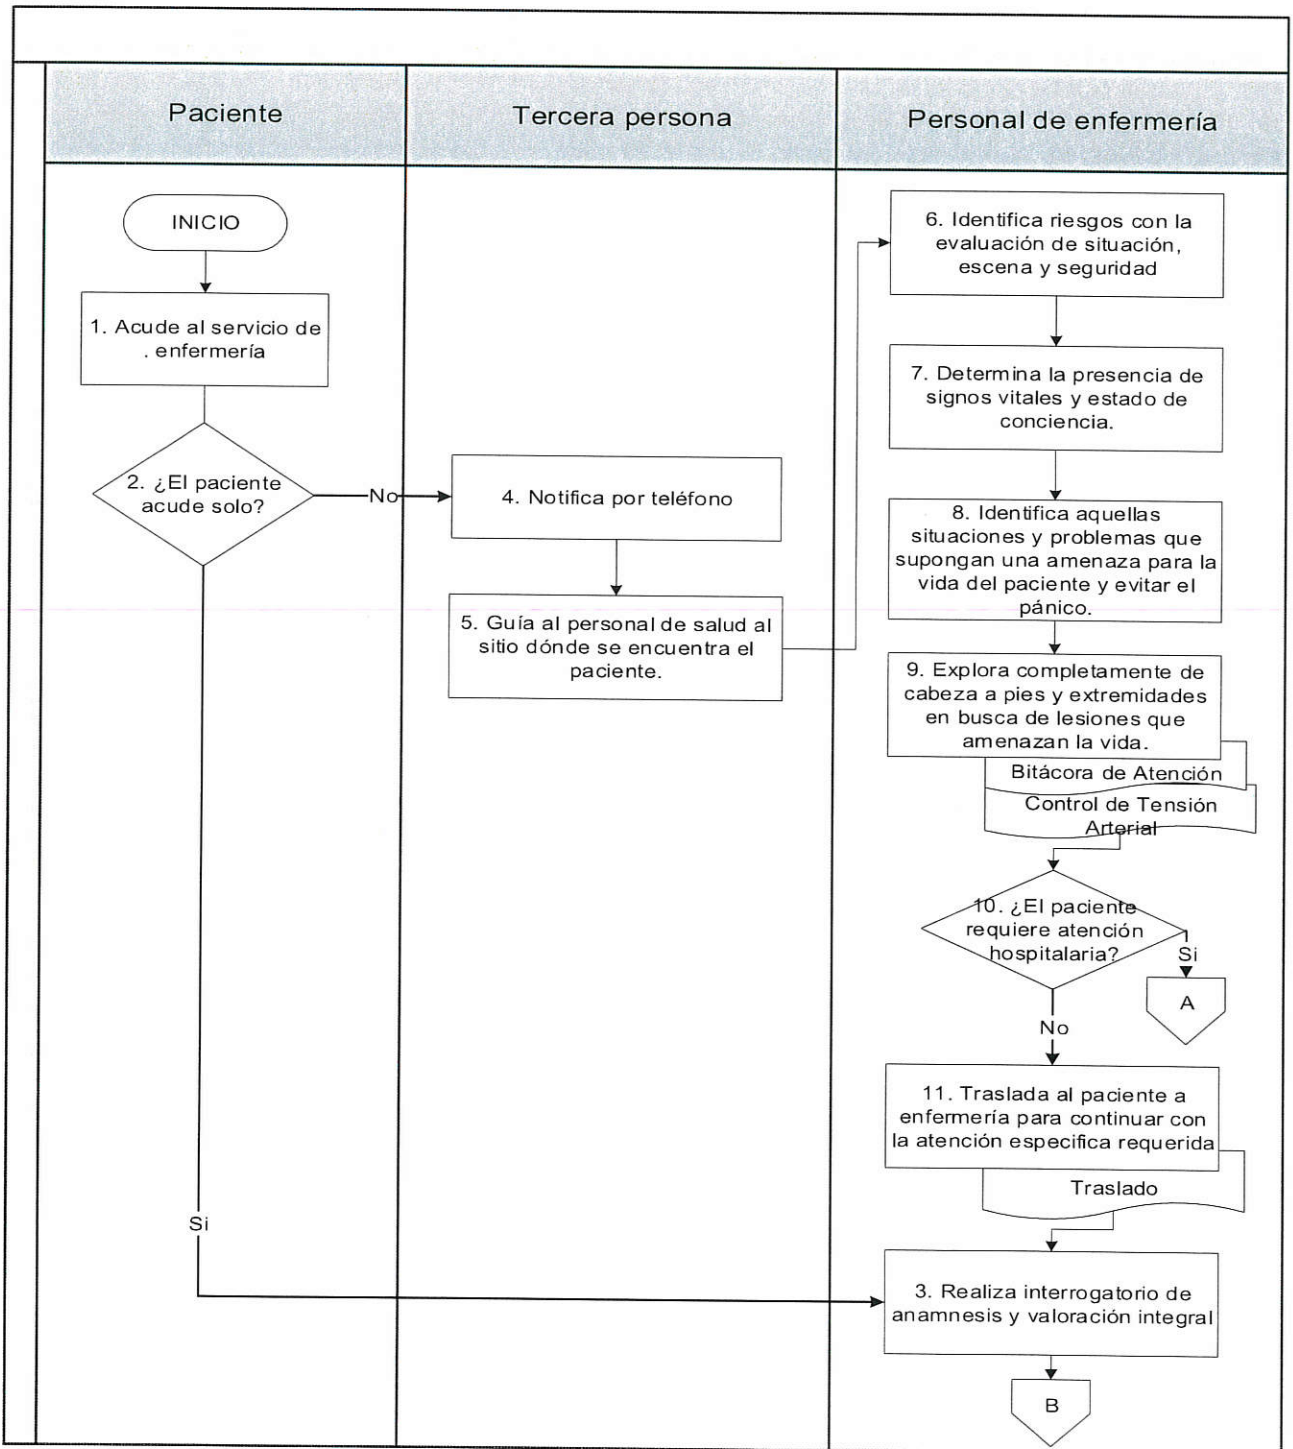 Paciente
Tercera persona
Personal de enfermería
INICIO
1. Acude al servicio de
. enfermería
2. ¿El paciente
acude solo?
No
Si
4. Notifica por teléfono
5. Guía al personal de salud al
sitio dónde se encuentra el
paciente.
6. Identifica riesgos con la
evaluación de situación,
escena y seguridad
7. Determina la presencia de
signos vitales y estado de
conciencia.
8. Identifica aquellas
situaciones y problemas que
supongan una amenaza para la
vida del paciente y evitar el
pánico.
9. Explora completamente de
cabeza a pies y extremidades
en busca de lesiones que
amenazan la vida.
Bitácora de Atención
Control de Tensión
Arterial
10. ¿El paciente
requiere atención
hospitalaria?
Si
A
No
11. Traslada al paciente a
enfermería para continuar con
la atención especifica requerida
Traslado
3. Realiza interrogatorio de
anamnesis y valoración integral
B